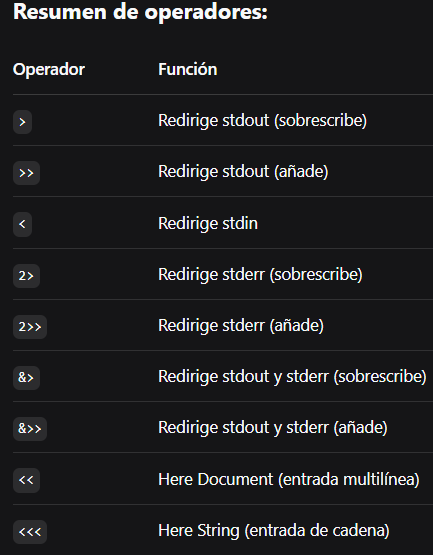 Resumen de operadores:
Operador Función
> Redirige stdout (sobrescribe)
>> Redirige stdout (añade)
< Redirige stdin
2> Redirige stderr (sobrescribe)
2>> Redirige stderr (añade)
&> Redirige stdout y stderr (sobrescribe)
&>> Redirige stdout y stderr (añade)
<< Here Document (entrada multilínea)
<<< Here String (entrada de cadena)